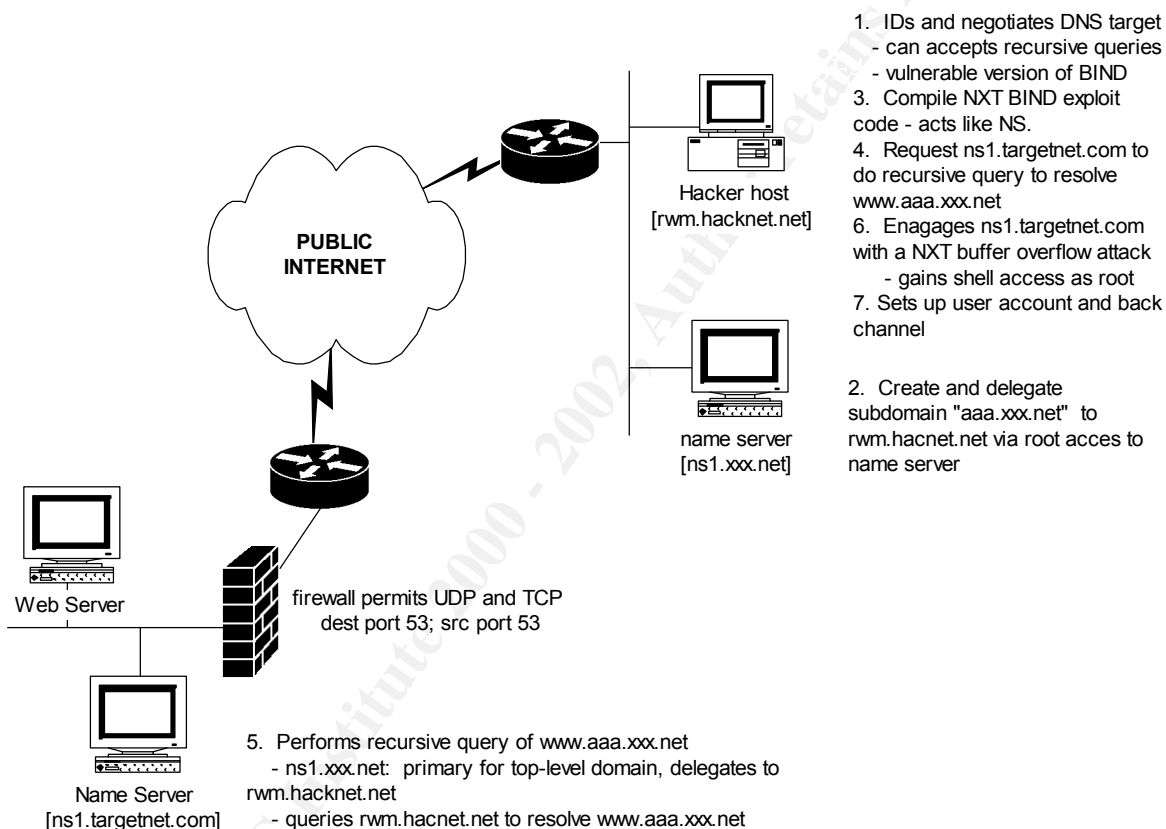 1. IDs and negotiates DNS target
- can accepts recursive queries
- vulnerable version of BIND
3. Compile NXT BIND exploit
code - acts like NS.
4. Request ns1.targetnet.com to
do recursive query to resolve
www.aaa.xxx.net
6. Enagages ns1.targetnet.com
with a NXT buffer overflow attack
- gains shell access as root
7. Sets up user account and back
channel
Hacker host
[rwm.hacknet.net]
PUBLIC
INTERNET
2. Create and delegate
subdomain "aaa.xxx.net" to
rwm.hacnet.net via root acces to
name server
name server
[ns1.xxx.net]
Web Server
firewall permits UDP and TCP
dest port 53; src port 53
Name Server
[ns1.targetnet.com]
5. Performs recursive query of www.aaa.xxx.net
- ns1.xxx.net: primary for top-level domain, delegates to
rwm.hacknet.net
- queries rwm.hacnet.net to resolve www.aaa.xxx.net
Institute 2000 - 2002, Auth retains